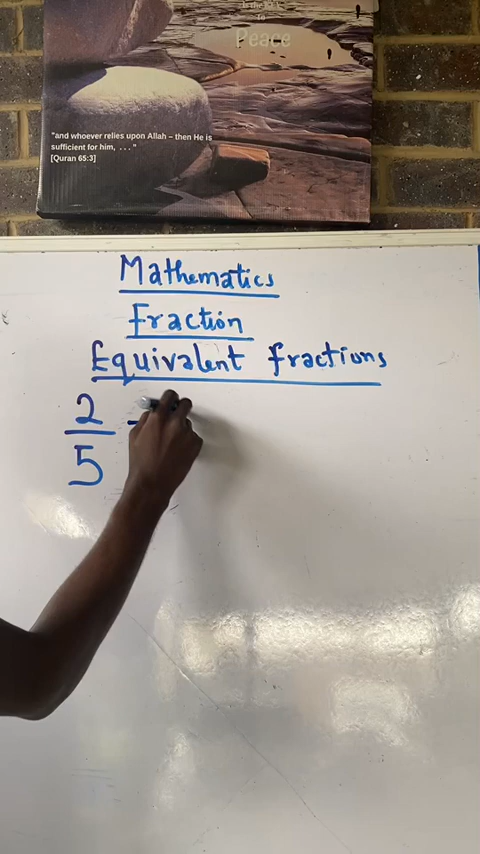 To
Peace
"and whoever relies upon Allah – then He is
sufficient for him, . . . "
[Quran 65:3]
Mathematics
Fraction
Equivalent fractions
2
5